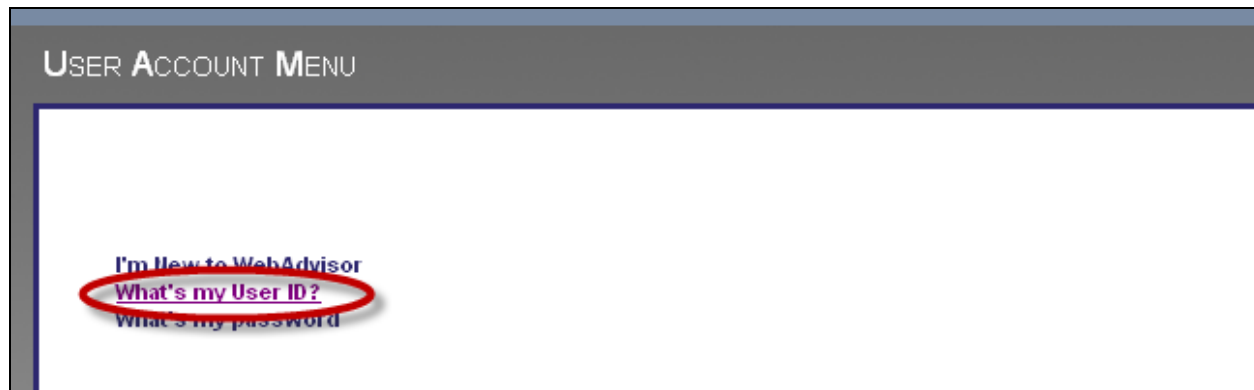 USER ACCOUNT MENU
I'm New to WebAdvisor
What's my User ID?
What's my password